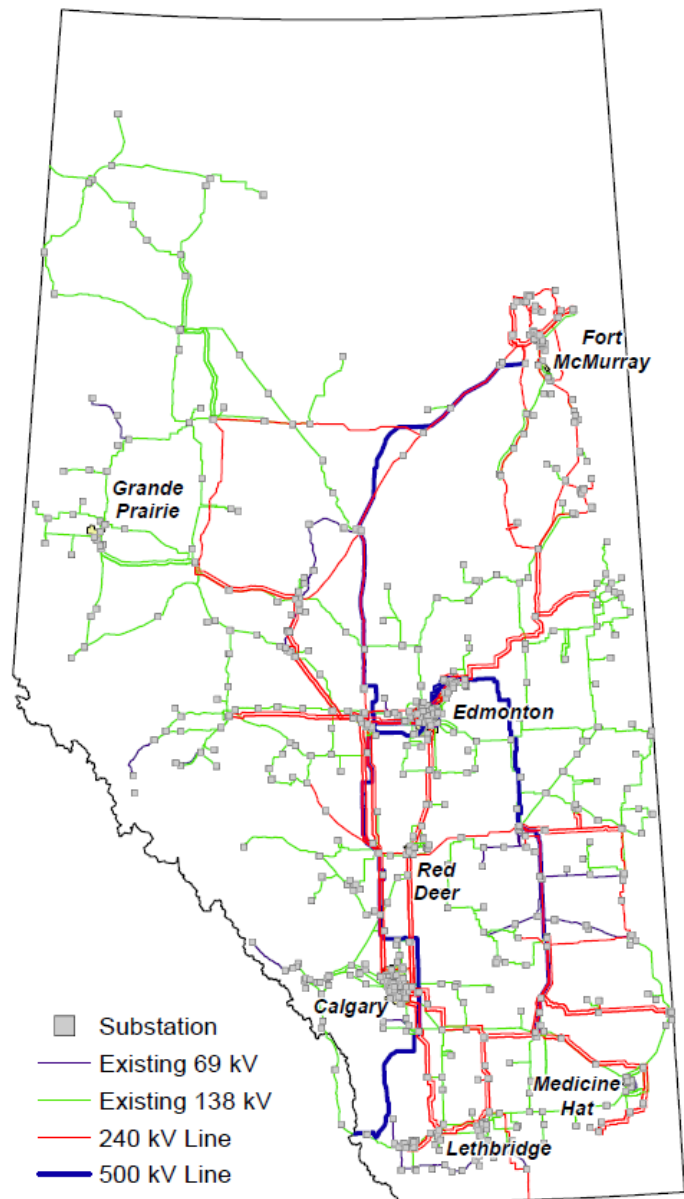 Fort
McMurray
Grande
Prairie
Edmonton
Red
Deer
Calgary
Medicine
Hat
Lethbridge
Substation
Existing 69 kV
Existing 138 kV
240 kV Line
500 kV Line